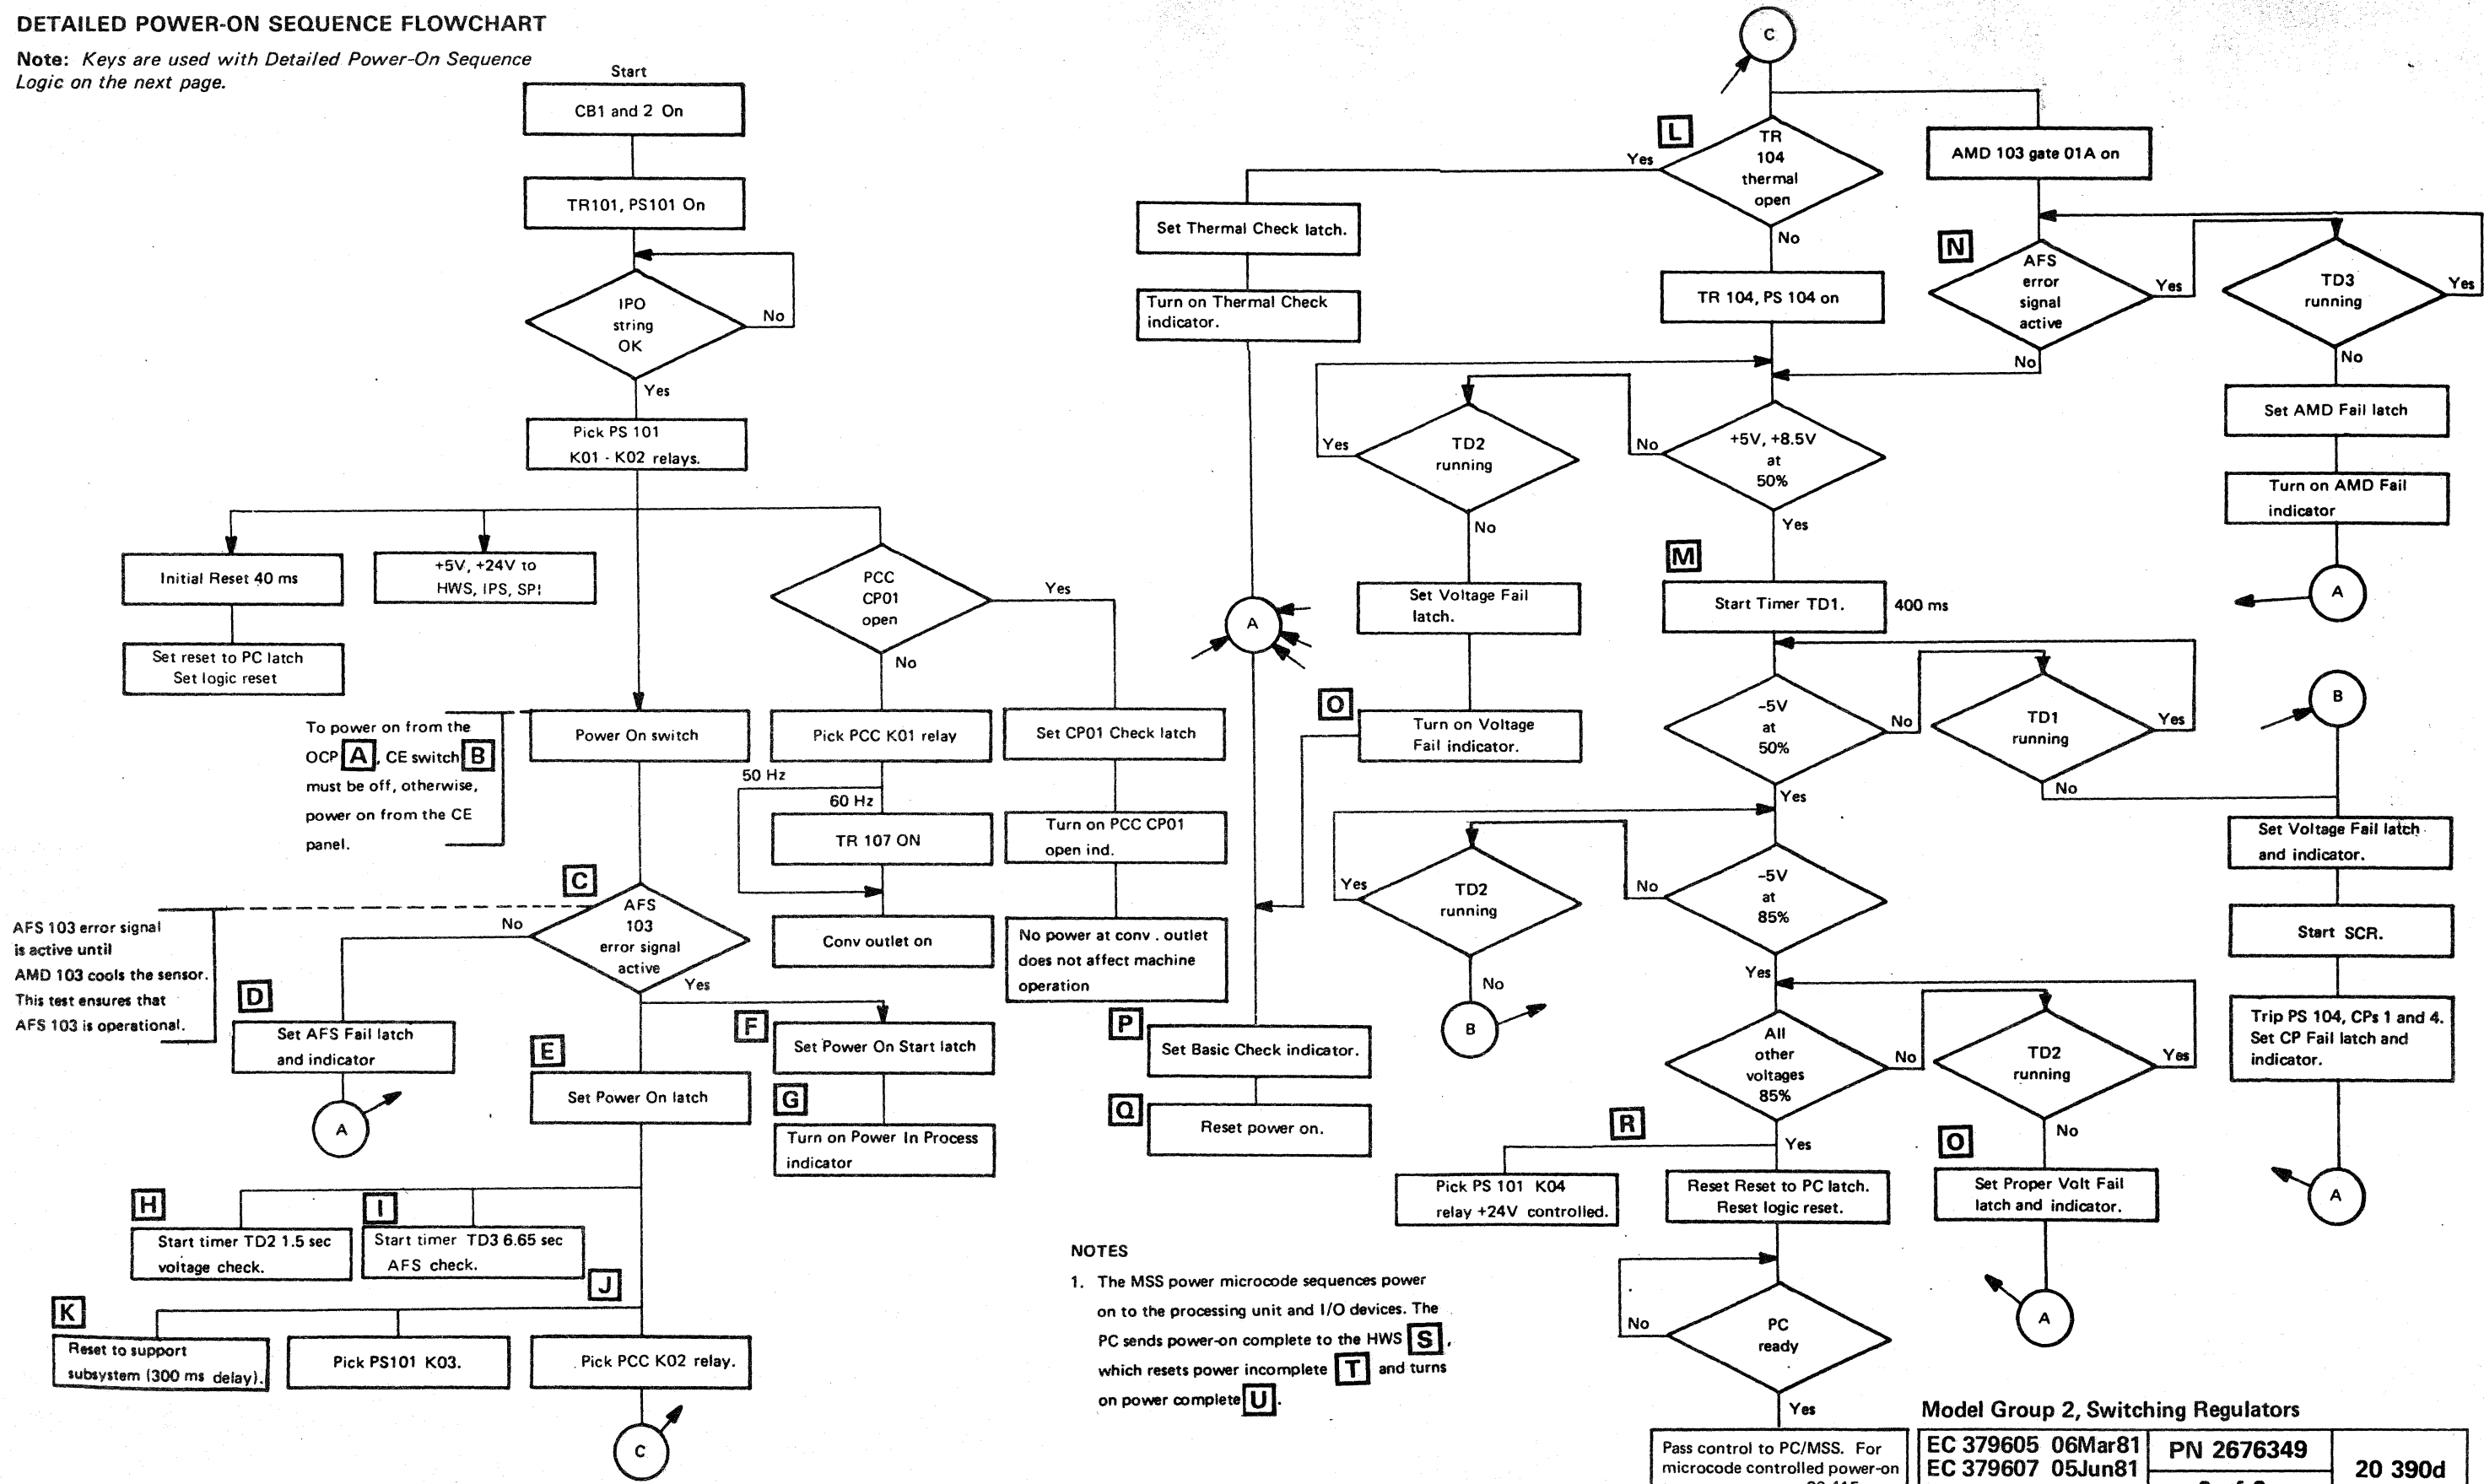 DETAILED POWER-ON SEQUENCE FLOWCHART
Note: Keys are used with Detailed Power-On Sequence
Logic on the next page.
Start
CB1 and 2 On
TR101, PS101 On
IPO
string
OK
No
Yes
Pick PS 101
K01 - K02 relays.
Initial Reset 40 ms
Set reset to PC latch
Set logic reset
+5V, +24V to
HWS, IPS, SPI
PCC
CP01
open
Yes
No
To power on from the
OCP A, CE switch B
must be off, otherwise,
power on from the CE
panel.
Power On switch
Pick PCC K01 relay
50 Hz
60 Hz
TR 107 ON
Conv outlet on
Set CP01 Check latch
Turn on PCC CP01
open ind.
No power at conv . outlet
does not affect machine
operation
C
AFS
103
error signal
active
No
Yes
AFS 103 error signal
is active until
AMD 103 cools the sensor.
This test ensures that
AFS 103 is operational.
D
Set AFS Fail latch
and indicator
A
E
Set Power On latch
F
Set Power On Start latch
G
Turn on Power In Process
indicator
H
Start timer TD2 1.5 sec
voltage check.
I
Start timer TD3 6.65 sec
AFS check.
J
K
Reset to support
subsystem (300 ms delay).
Pick PS101 K03.
Pick PCC K02 relay.
C
C
L
TR
104
thermal
open
Yes
No
Set Thermal Check latch.
Turn on Thermal Check
indicator.
A
TR 104, PS 104 on
AMD 103 gate 01A on
N
AFS
error
signal
active
Yes
No
TD3
running
Yes
No
Set AMD Fail latch
Turn on AMD Fail
indicator
A
+5V, +8.5V
at
50%
No
Yes
TD2
running
Yes
No
Set Voltage Fail
latch.
O
Turn on Voltage
Fail indicator.
M
Start Timer TD1.
400 ms
-5V
at
50%
No
Yes
TD1
running
Yes
No
B
Set Voltage Fail latch
and indicator.
Start SCR.
Trip PS 104, CPs 1 and 4.
Set CP Fail latch and
indicator.
A
-5V
at
85%
No
Yes
TD2
running
Yes
No
B
P
Set Basic Check indicator.
Q
Reset power on.
All
other
voltages
85%
No
Yes
TD2
running
Yes
No
O
Set Proper Volt Fail
latch and indicator.
A
R
Pick PS 101 K04
relay +24V controlled.
Reset Reset to PC latch.
Reset logic reset.
PC
ready
No
Yes
Pass control to PC/MSS. For
microcode controlled power-on
NOTES
1. The MSS power microcode sequences power
on to the processing unit and I/O devices. The
PC sends power-on complete to the HWS S,
which resets power incomplete T and turns
on power complete U.
Model Group 2, Switching Regulators
EC 379605 06Mar81
EC 379607 05Jun81
PN 2676349
20 390d